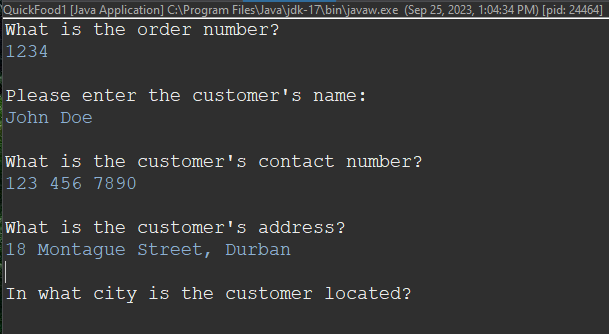 QuickFood1 [Java Application] C:\Program Files\Java\jdk-17\bin\javaw.exe (Sep 25, 2023, 1:04:34 PM) [pid: 24464]
What is the order number?
1234
Please enter the customer's name:
John Doe
What is the customer's contact number?
123 456 7890
What is the customer's address?
18 Montague Street, Durban
In what city is the customer located?